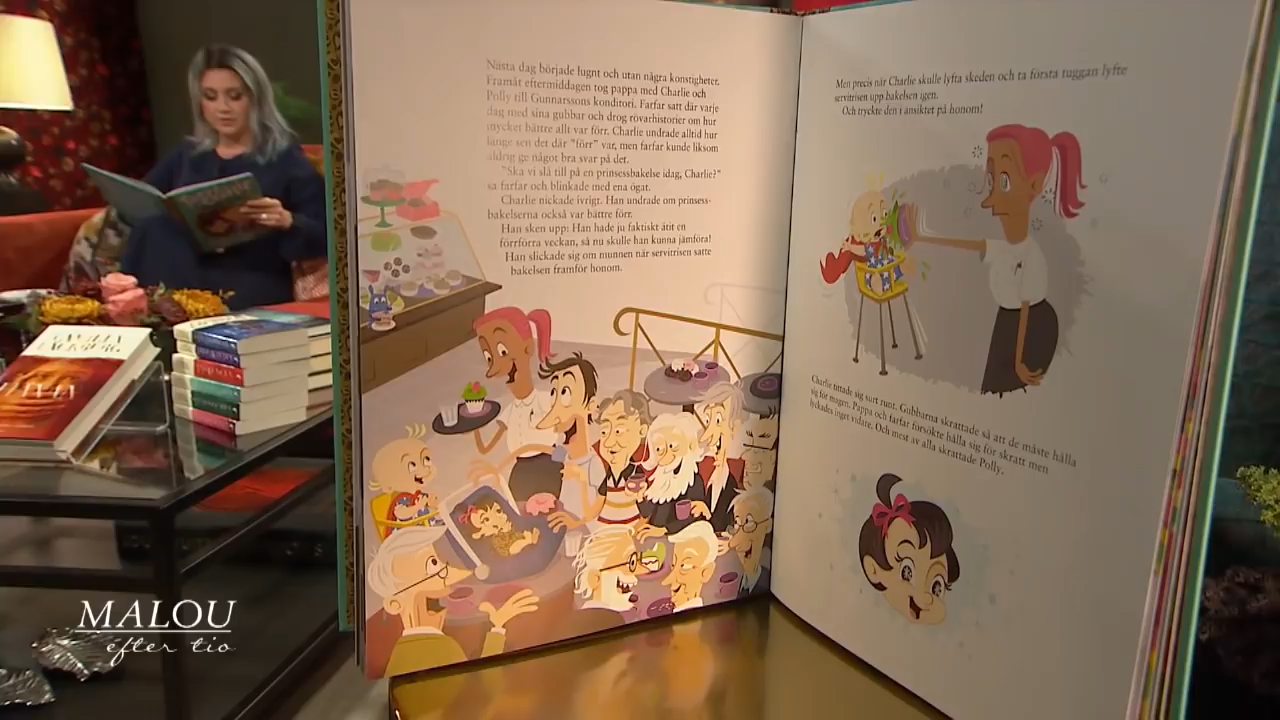 Nästa dag började lugnt och utan några konstigheter.
Framåt eftermiddagen tog pappa med Charlie och
Polly till Gunnarssons konditori. Farfar satt där varje
dag med sina gubbar och drog rövarhistorier om hur
mycket bättre allt var förr. Charlie undrade alltid hur
länge sen det där "förr" var, men farfar kunde liksom
aldrig ge något bra svar på det.
"Ska vi slå till på en prinsessbakelse idag, Charlie?"
sa farfar och blinkade med ena ögat.
Charlie nickade ivrigt. Han undrade om prinsess-
bakelserna också var bättre förr.
Han sken upp: Han hade ju faktiskt ätit en
förrförra veckan, så nu skulle han kunna jämföra!
Han slickade sig om munnen när servitrisen satte
bakelsen framför honom.
Men precis när Charlie skulle lyfta skeden och ta första tuggan lyfte
servitrisen upp bakelsen igen.
Och tryckte den i ansiktet på honom!
Charlie tittade sig surt runt. Gubbarna skrattade så att de måste hålla
sig för magen. Pappa och farfar försökte hålla sig för skratt men
lyckades inget vidare. Och mest av alla skrattade Polly.
MALOU
efter tio